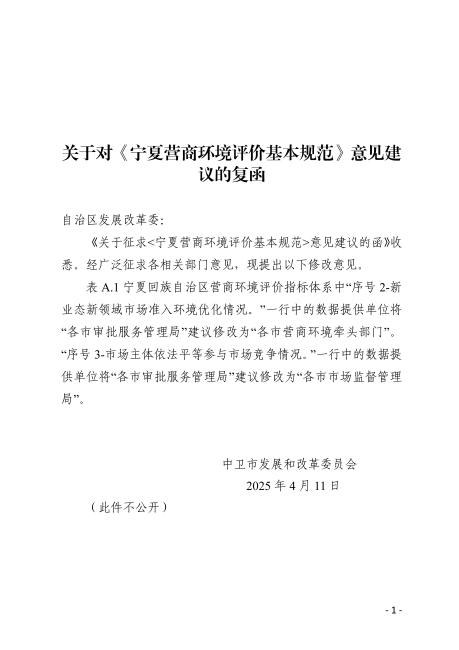 关于对《宁夏营商环境评价基本规范》意见建
议的复函
自治区发展改革委：
《关于征求<宁夏营商环境评价基本规范>意见建议的函》收
悉。经广泛征求各相关部门意见，现提出以下修改意见。
表 A.1 宁夏回族自治区营商环境评价指标体系中“序号 2-新
业态新领域市场准入环境优化情况。”一行中的数据提供单位将
“各市审批服务管理局”建议修改为“各市营商环境牵头部门”。
“序号 3-市场主体依法平等参与市场竞争情况。”一行中的数据提
供单位将“各市审批服务管理局”建议修改为“各市市场监督管理
局”。
中卫市发展和改革委员会
2025 年 4 月 11 日
（此件不公开）
- 1 -